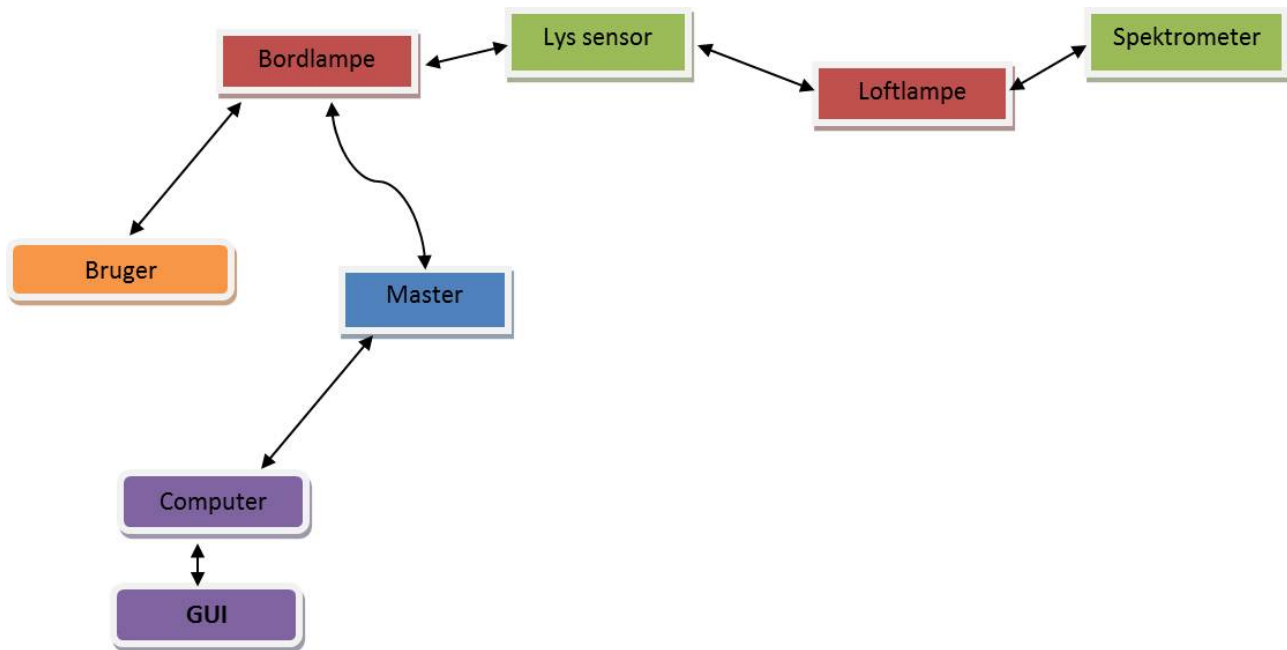 Lys sensor
Spektrometer
Bordlampe
Loftlampe
Bruger
Master
Computer
GUI